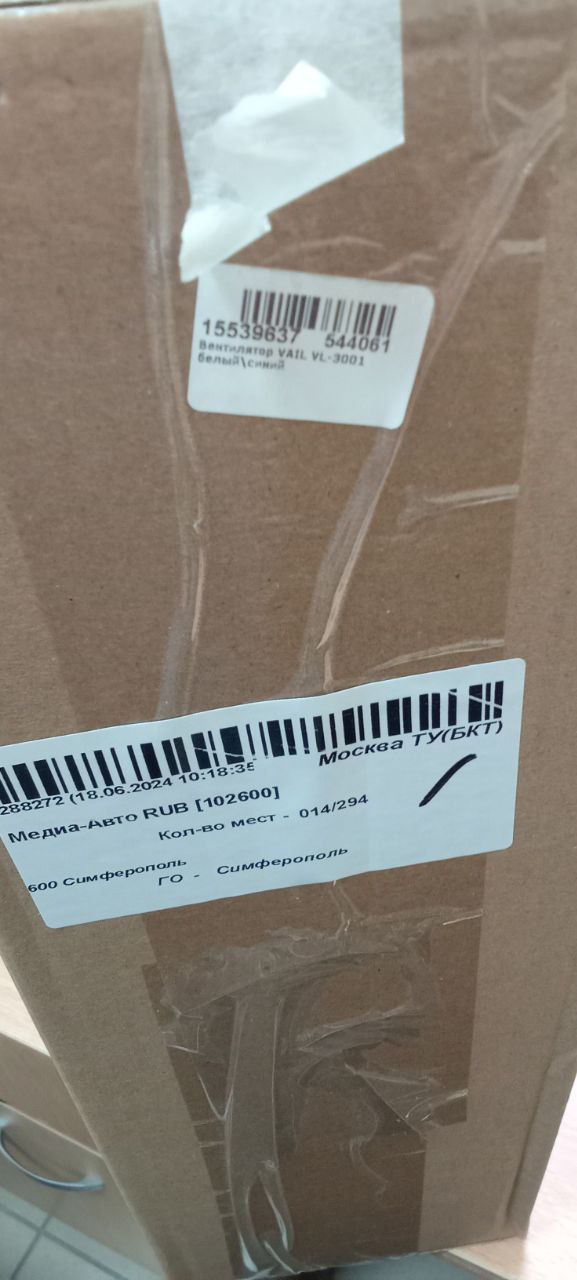 15539637 544061
Вентилятор VAIL VL-3001
белый\синий
288272 (18.06.2024 10:18:35
Москва ТУ(БКТ)
Медиа-Авто RUB [102600]
Кол-во мест - 014/294
600 Симферополь
ГО - Симферополь